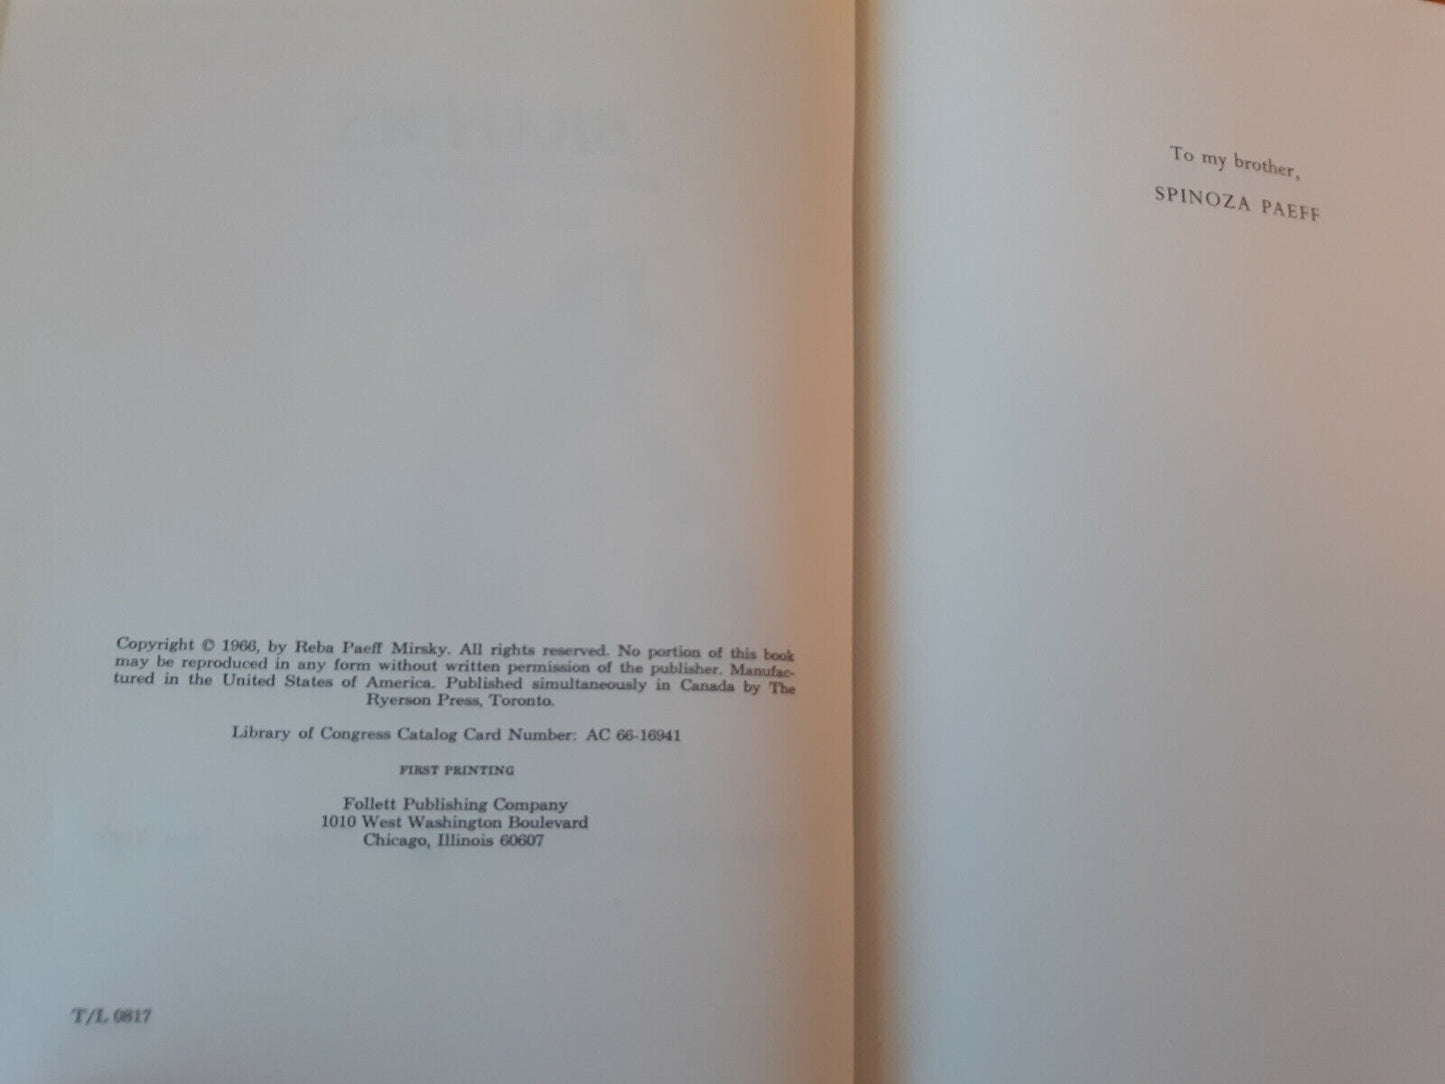 Copyright © 1966, by Reba Paeff Mirsky. All rights reserved. No portion of this book
may be reproduced in any form without written permission of the publisher. Manufac-
tured in the United States of America. Published simultaneously in Canada by The
Ryerson Press, Toronto.
Library of Congress Catalog Card Number: AC 66-16941
FIRST PRINTING
Follett Publishing Company
1010 West Washington Boulevard
Chicago, Illinois 60607
T/L 0817
To my brother,
SPINOZA PAEFF